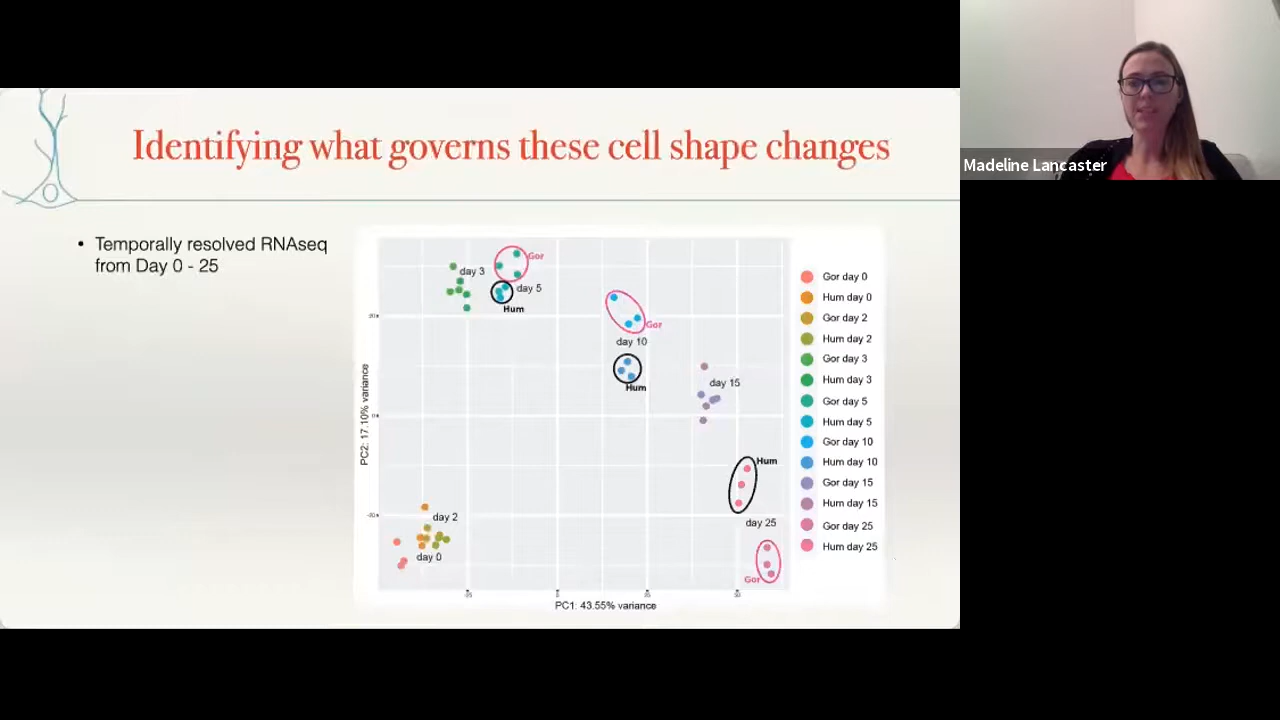 Identifying what governs these cell shape changes
Madeline Lancaster
• Temporally resolved RNAseq
from Day 0 - 25
Gor
day 3
day 5
Hum
Gor
day 10
Hum
day 15
Hum
day 25
Gor
day 2
day 0
PC2: 17.10% variance
PC1: 43.55% variance
Gor day 0
Hum day 0
Gor day 2
Hum day 2
Gor day 3
Hum day 3
Gor day 5
Hum day 5
Gor day 10
Hum day 10
Gor day 15
Hum day 15
Gor day 25
Hum day 25